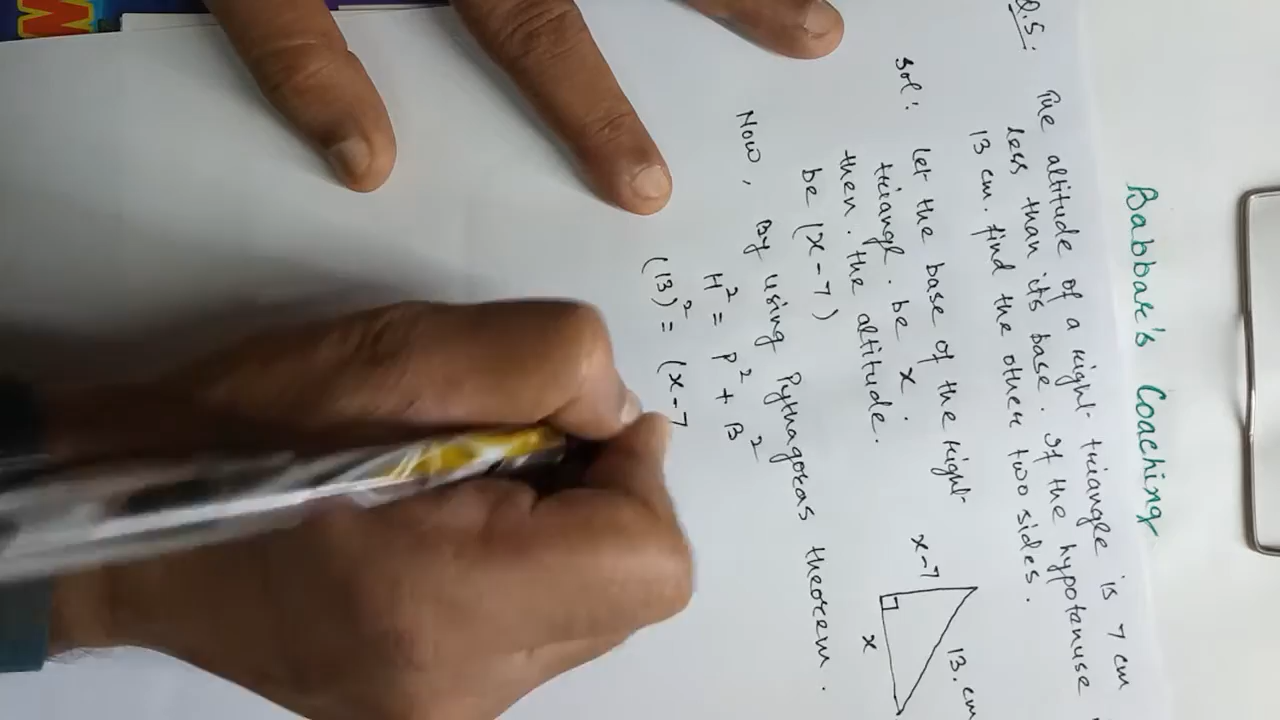 Babbar's Coaching
Q.5. The altitude of a right triangle is 7 cm
less than its base. If the hypotenuse
13 cm. find the other two sides.
Sol: Let the base of the right
triangl. be x.
then. the altitude.
be (x-7)
x-7
13.cm
x
Now, By using Pythagoras theorem.
H² = P² + B²
(13)² = (x-7